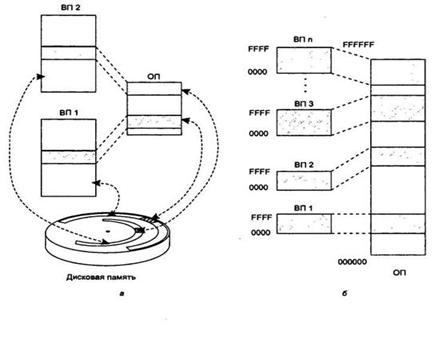 ВП 2
ОП
ВП 1
Дисковая память
а
ВП n
FFFF
FFFFFF
0000
ВП 3
FFFF
0000
ВП 2
FFFF
0000
ВП 1
FFFF
0000
000000
ОП
б